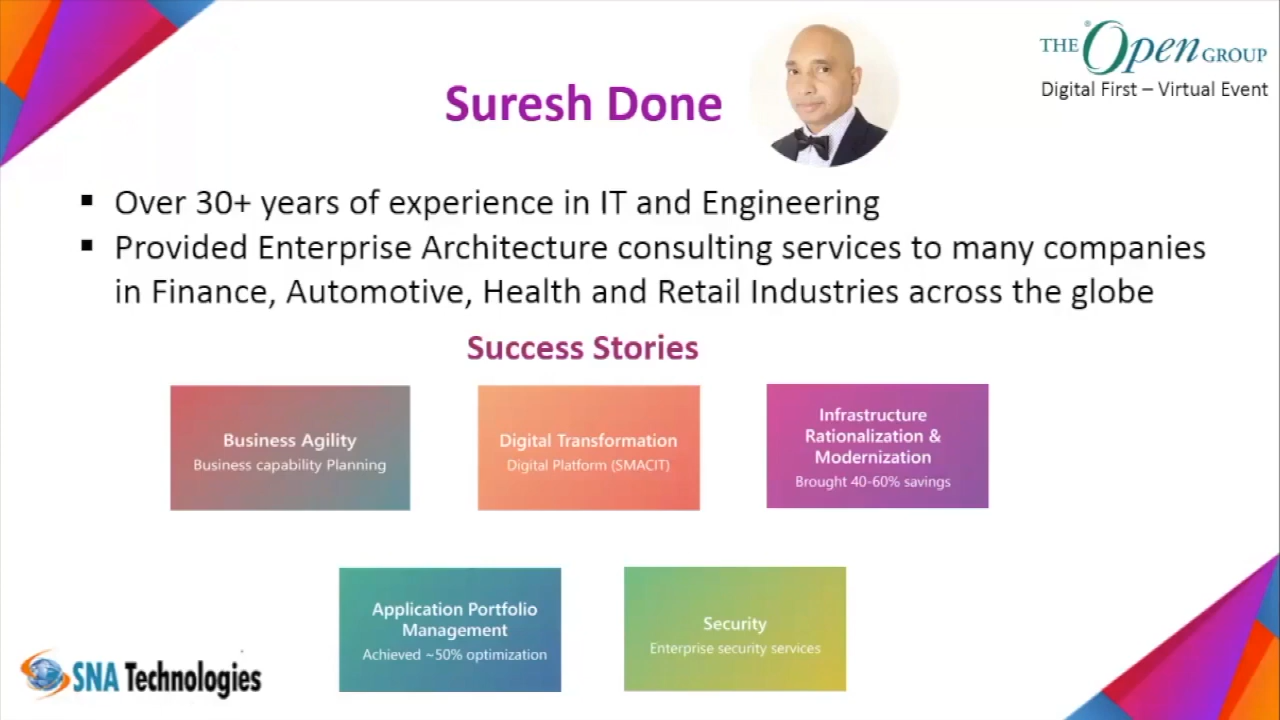 THE Open GROUP
Digital First – Virtual Event
Suresh Done
▪ Over 30+ years of experience in IT and Engineering
▪ Provided Enterprise Architecture consulting services to many companies
in Finance, Automotive, Health and Retail Industries across the globe
Success Stories
Business Agility
Business capability Planning
Digital Transformation
Digital Platform (SMACIT)
Infrastructure
Rationalization &
Modernization
Brought 40-60% savings
Application Portfolio
Management
Achieved ~50% optimization
Security
Enterprise security services
SNA Technologies